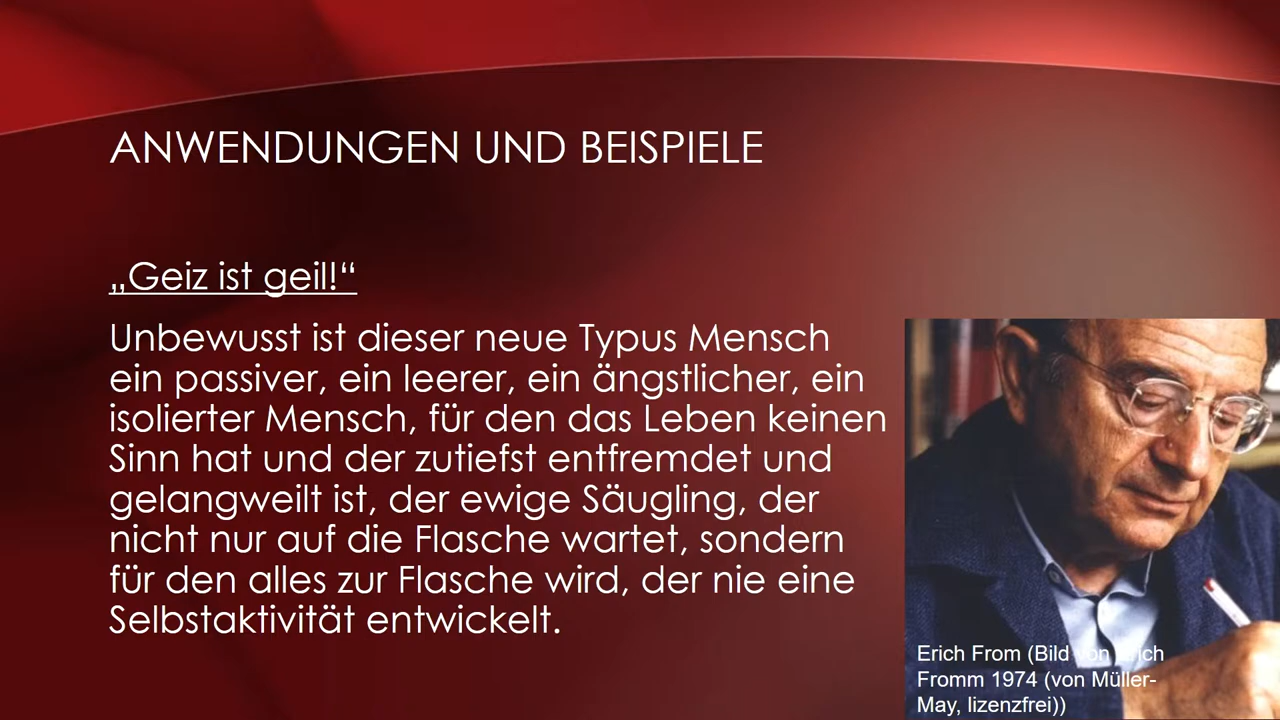 ANWENDUNGEN UND BEISPIELE
„Geiz ist geil!“
Unbewusst ist dieser neue Typus Mensch
ein passiver, ein leerer, ein ängstlicher, ein
isolierter Mensch, für den das Leben keinen
Sinn hat und der zutiefst entfremdet und
gelangweilt ist, der ewige Säugling, der
nicht nur auf die Flasche wartet, sondern
für den alles zur Flasche wird, der nie eine
Selbstaktivität entwickelt.
Erich From (Bild von Erich
Fromm 1974 (von Müller-
May, lizenzfrei))